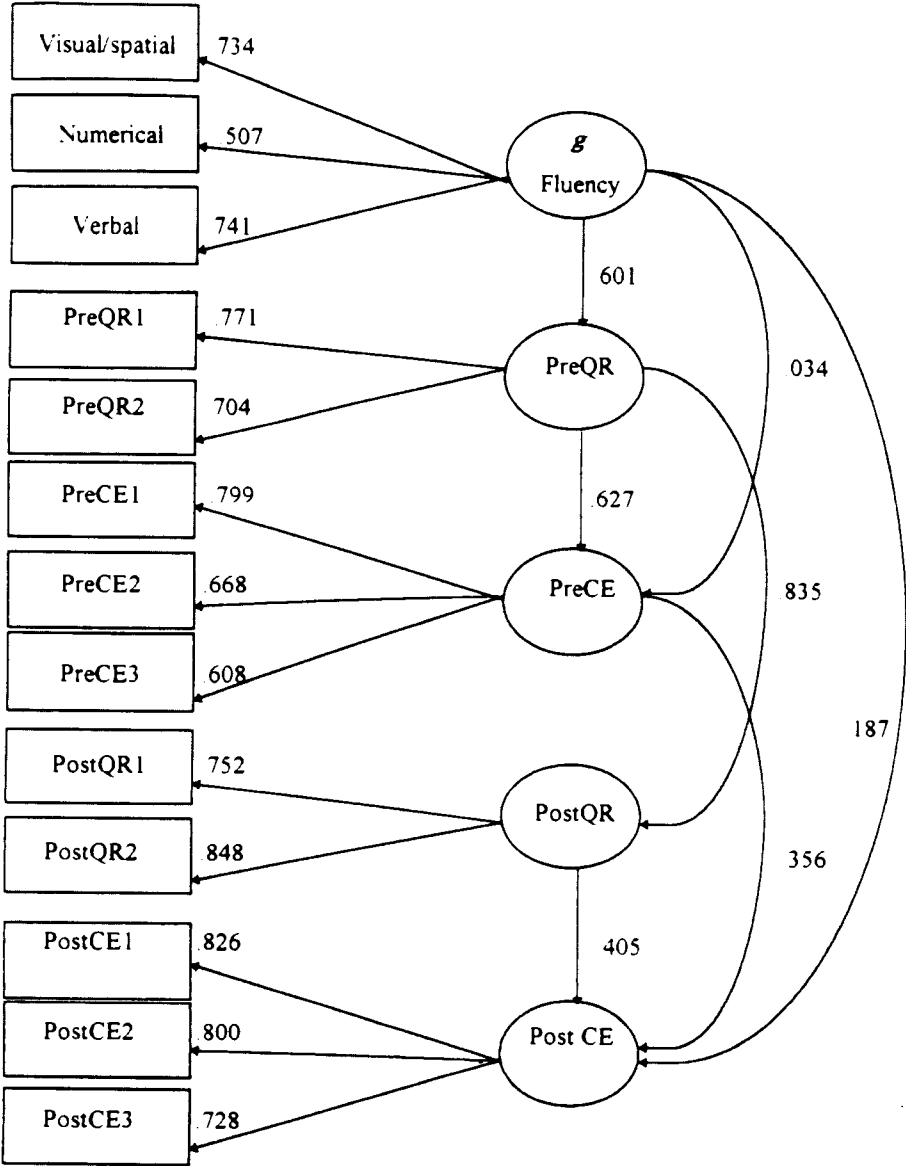 Visual/spatial
734
Numerical
.507
Verbal
741
g
Fluency
601
PreQR1
.771
PreQR
PreQR2
704
034
PreCE1
.799
.627
PreCE2
.668
PreCE
.835
PreCE3
.608
187
PostQR1
.752
PostQR
PostQR2
.848
356
PostCE1
.826
405
PostCE2
.800
Post CE
PostCE3
.728